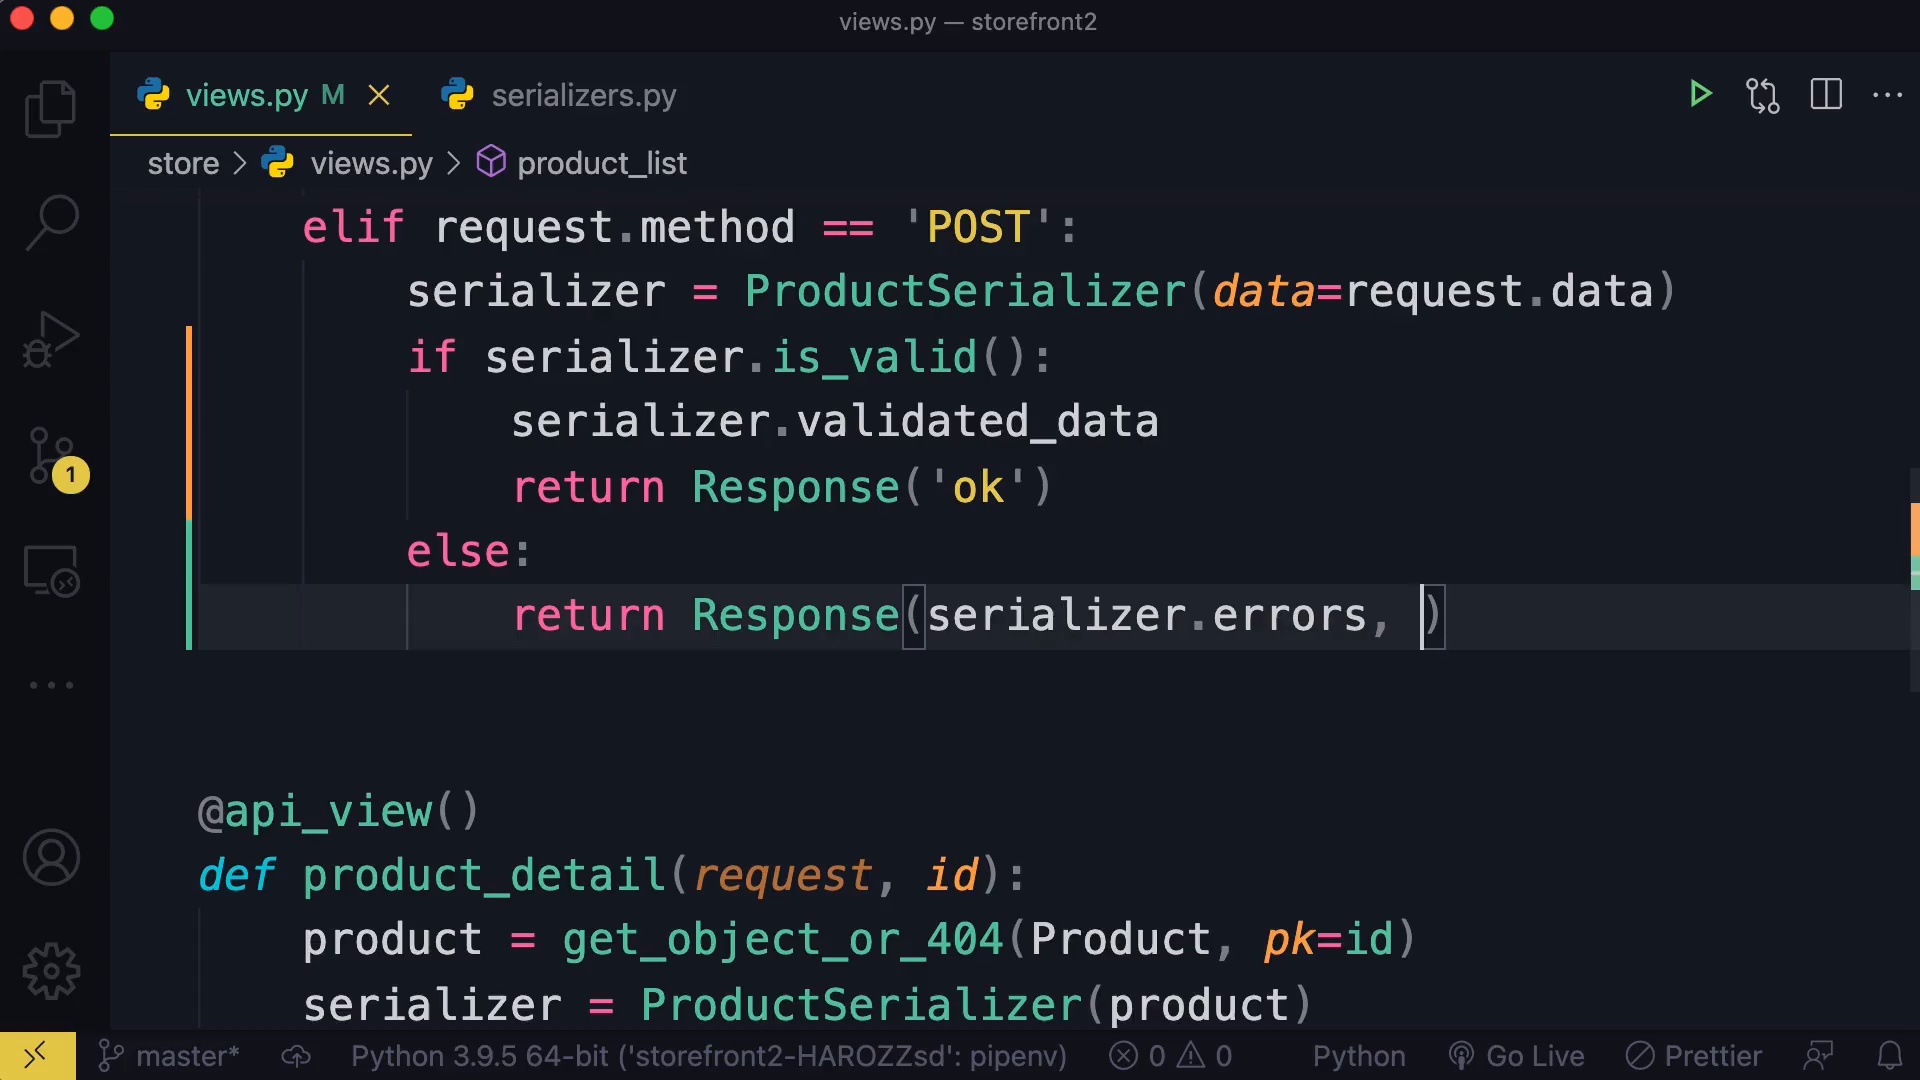 views.py — storefront2
views.py M serializers.py
store > views.py > product_list
elif request.method == 'POST':
serializer = ProductSerializer(data=request.data)
if serializer.is_valid():
serializer.validated_data
return Response('ok')
else:
return Response(serializer.errors, )
@api_view()
def product_detail(request, id):
product = get_object_or_404(Product, pk=id)
serializer = ProductSerializer(product)
1
master* Python 3.9.5 64-bit ('storefront2-HAROZZsd': pipenv) 0 0 Python Go Live Prettier